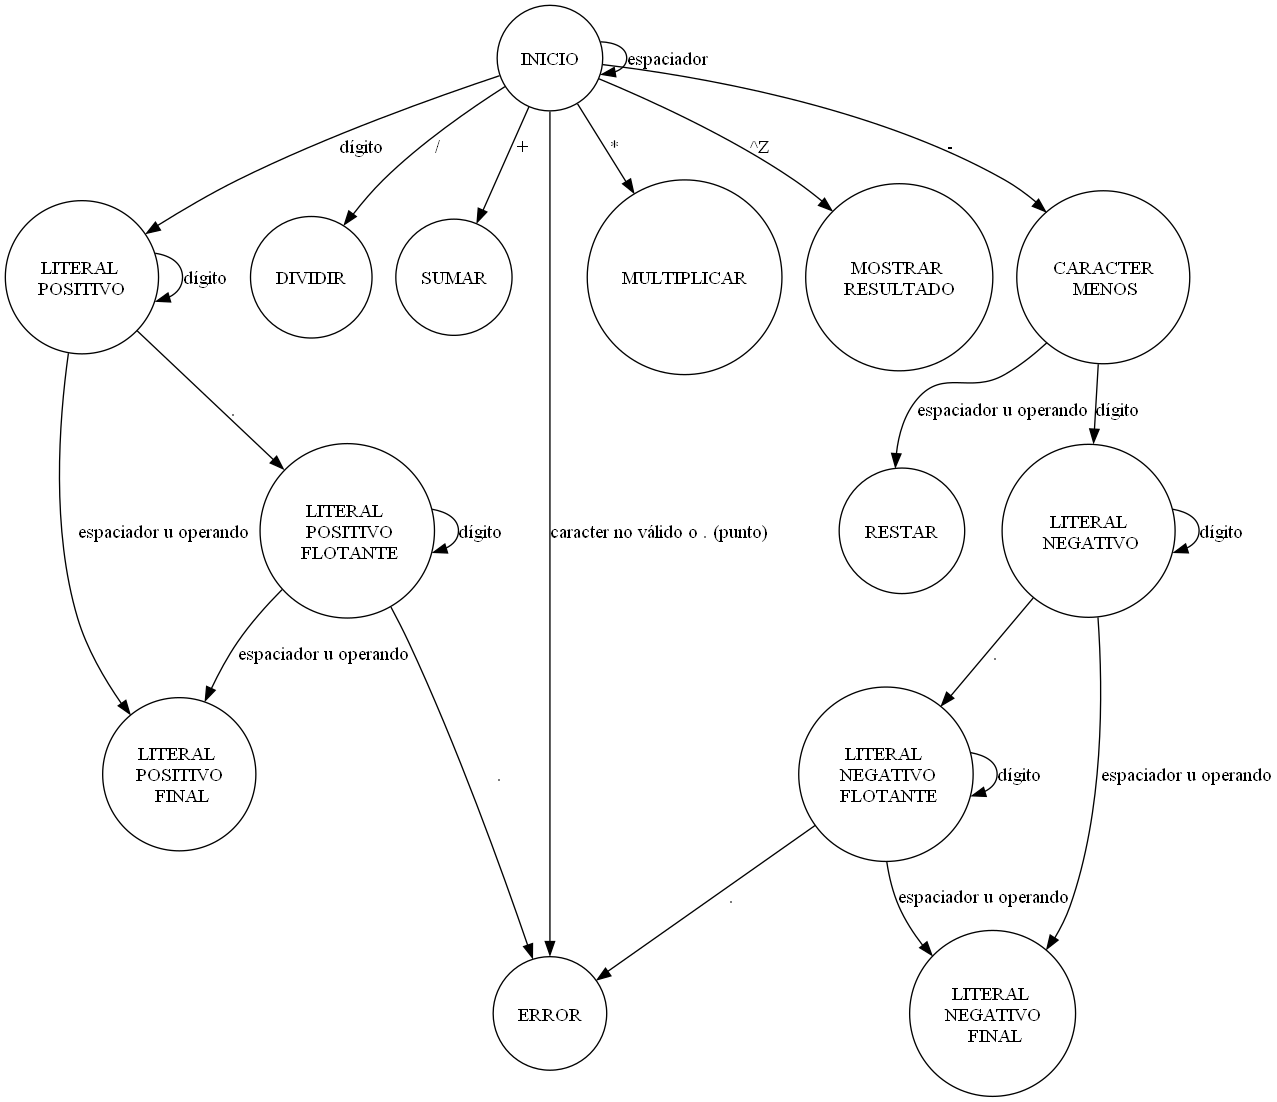 INICIO
espaciador
dígito
/
+
*
^Z
-
LITERAL
POSITIVO
dígito
DIVIDIR
SUMAR
MULTIPLICAR
MOSTRAR
RESULTADO
CARACTER
MENOS
.
espaciador u operando
dígito
espaciador u operando
LITERAL
POSITIVO
FLOTANTE
dígito
caracter no válido o . (punto)
RESTAR
LITERAL
NEGATIVO
dígito
espaciador u operando
.
LITERAL
POSITIVO
FINAL
.
LITERAL
NEGATIVO
FLOTANTE
dígito
espaciador u operando
.
espaciador u operando
ERROR
LITERAL
NEGATIVO
FINAL